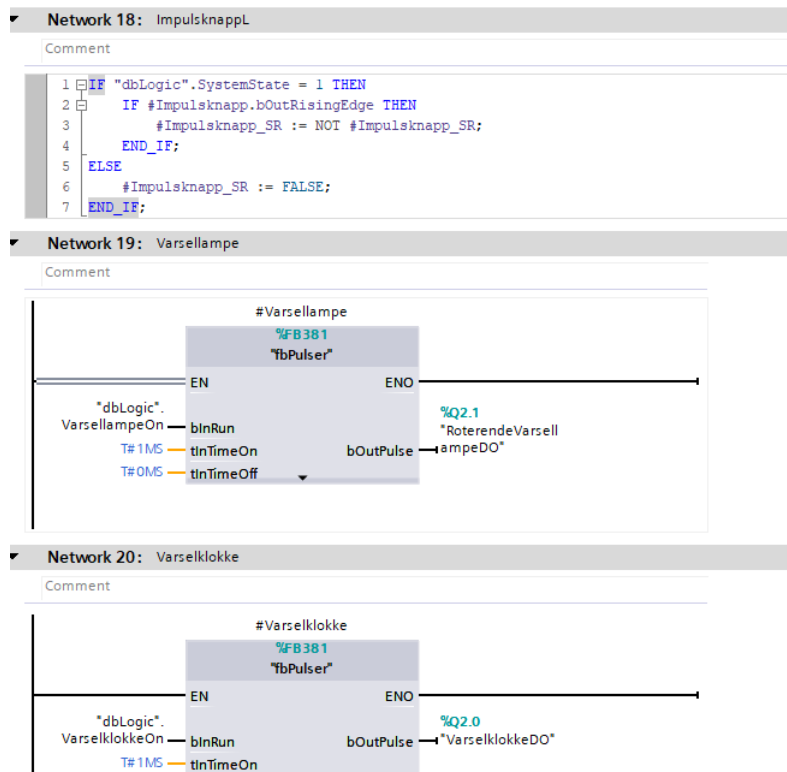 Network 18: ImpulsknappL
Comment
1 IF "dbLogic".SystemState = 1 THEN
2 IF #Impulsknapp.bOutRisingEdge THEN
3 #Impulsknapp_SR := NOT #Impulsknapp_SR;
4 END_IF;
5 ELSE
6 #Impulsknapp_SR := FALSE;
7 END_IF;
Network 19: Varsellampe
Comment
#Varsellampe
%FB381
"fbPulser"
EN ENO
"dbLogic".
VarsellampeOn bInRun
T#1MS tInTimeOn
T#0MS tInTimeOff
bOutPulse
%Q2.1
"RoterendeVarsell
ampeDO"
Network 20: Varselklokke
Comment
#Varselklokke
%FB381
"fbPulser"
EN ENO
"dbLogic".
VarselklokkeOn bInRun
T#1MS tInTimeOn
bOutPulse
%Q2.0
"VarselklokkeDO"